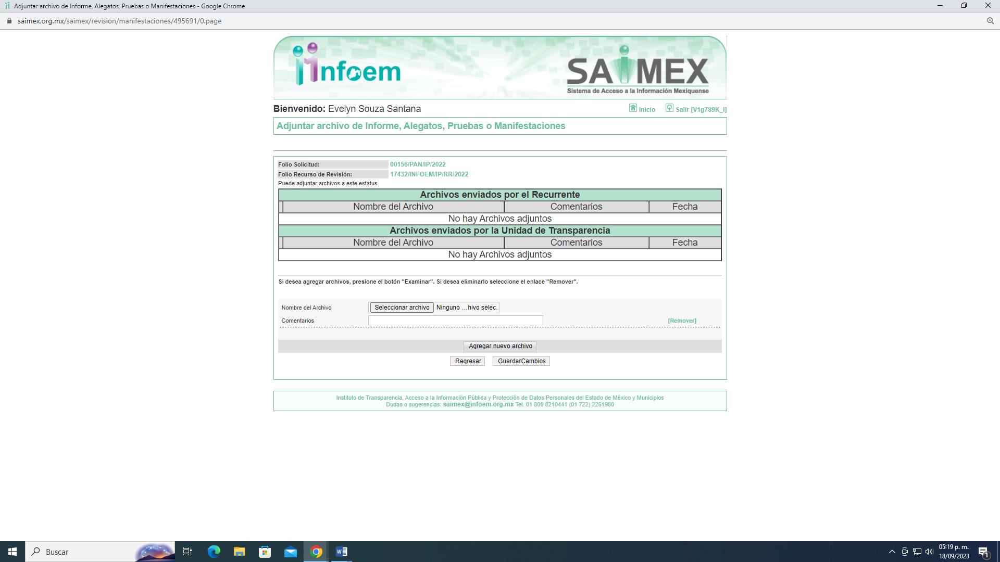 Adjuntar archivo de Informe, Alegatos, Pruebas o Manifestaciones - Google Chrome
saimex.org.mx/saimex/revision/manifestaciones/495691/0.page
infoem
SAIMEX
Sistema de Acceso a la Información Mexiquense
Bienvenido: Evelyn Souza Santana
Inicio Salir [V1g789K_I]
Adjuntar archivo de Informe, Alegatos, Pruebas o Manifestaciones
Folio Solicitud: 00156/PAN/IP/2022
Folio Recurso de Revisión: 17432/INFOEM/IP/RR/2022
Puede adjuntar archivos a este estatus
Archivos enviados por el Recurrente
Nombre del Archivo Comentarios Fecha
No hay Archivos adjuntos
Archivos enviados por la Unidad de Transparencia
Nombre del Archivo Comentarios Fecha
No hay Archivos adjuntos
Si desea agregar archivos, presione el botón "Examinar". Si desea eliminarlo seleccione el enlace "Remover".
Nombre del Archivo Seleccionar archivo Ninguno ...hivo selec.
Comentarios [Remover]
Agregar nuevo archivo
Regresar GuardarCambios
Instituto de Transparencia, Acceso a la Información Pública y Protección de Datos Personales del Estado de México y Municipios
Dudas o sugerencias: saimex@infoem.org.mx Tel. 01 800 8210441 (01 722) 2261980
Buscar
05:19 p. m.
18/09/2023
1